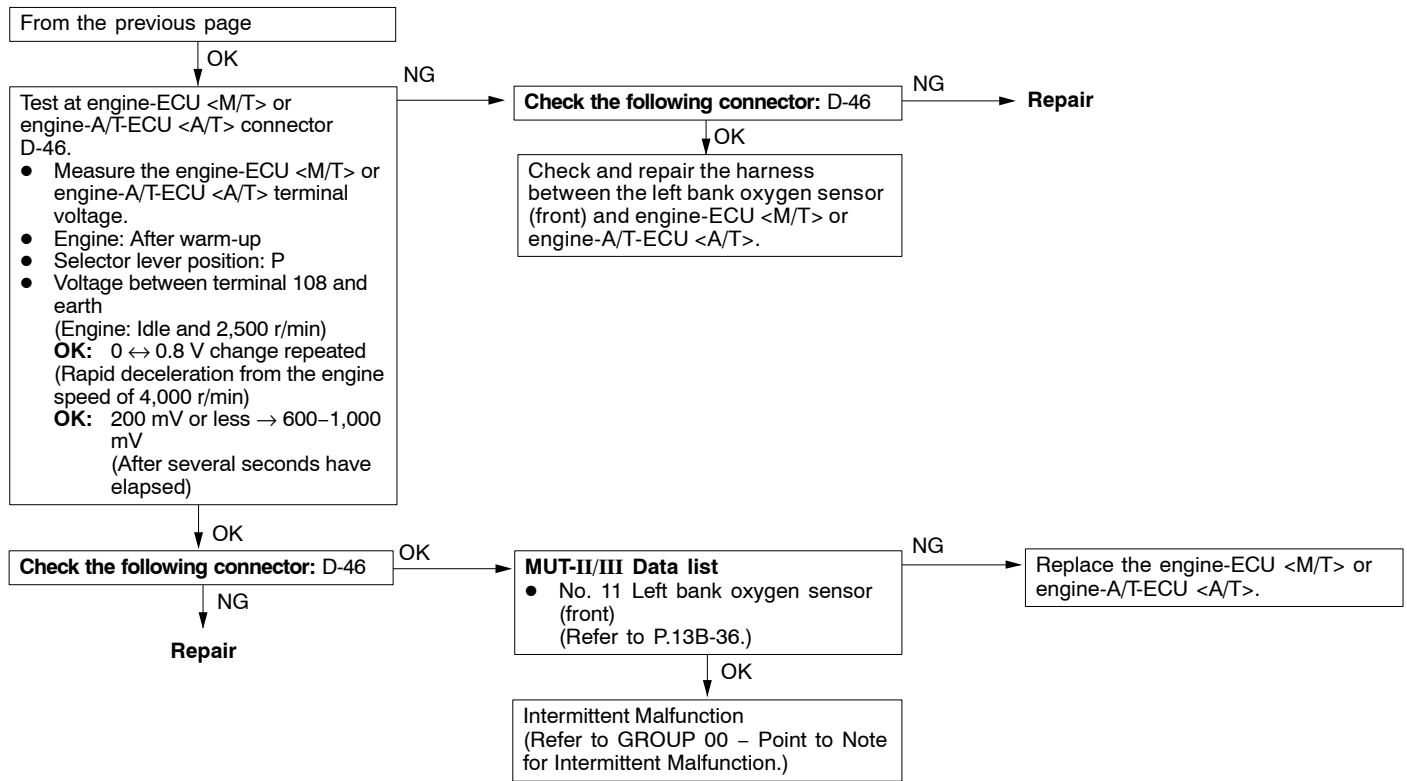 From the previous page
OK
Test at engine-ECU <M/T> or
engine-A/T-ECU <A/T> connector
D-46.
● Measure the engine-ECU <M/T> or
engine-A/T-ECU <A/T> terminal
voltage.
● Engine: After warm-up
● Selector lever position: P
● Voltage between terminal 108 and
earth
(Engine: Idle and 2,500 r/min)
OK: 0 ↔ 0.8 V change repeated
(Rapid deceleration from the engine
speed of 4,000 r/min)
OK: 200 mV or less → 600–1,000
mV
(After several seconds have
elapsed)
NG
Check the following connector: D-46
NG
Repair
OK
Check and repair the harness
between the left bank oxygen sensor
(front) and engine-ECU <M/T> or
engine-A/T-ECU <A/T>.
OK
Check the following connector: D-46
NG
Repair
OK
MUT-II/III Data list
● No. 11 Left bank oxygen sensor
(front)
(Refer to P.13B-36.)
NG
Replace the engine-ECU <M/T> or
engine-A/T-ECU <A/T>.
OK
Intermittent Malfunction
(Refer to GROUP 00 – Point to Note
for Intermittent Malfunction.)